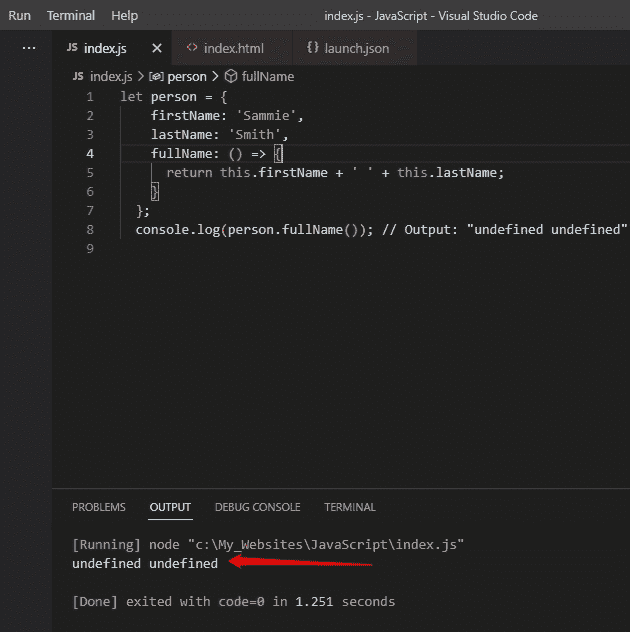 Run Terminal Help index.js - JavaScript - Visual Studio Code
... JS index.js × <> index.html {} launch.json
JS index.js > person > fullName
1 let person = {
2 firstName: 'Sammie',
3 lastName: 'Smith',
4 fullName: () => {
5 return this.firstName + ' ' + this.lastName;
6 }
7 };
8 console.log(person.fullName()); // Output: "undefined undefined"
9
PROBLEMS OUTPUT DEBUG CONSOLE TERMINAL
[Running] node "c:\My_Websites\JavaScript\index.js"
undefined undefined
[Done] exited with code=0 in 1.251 seconds